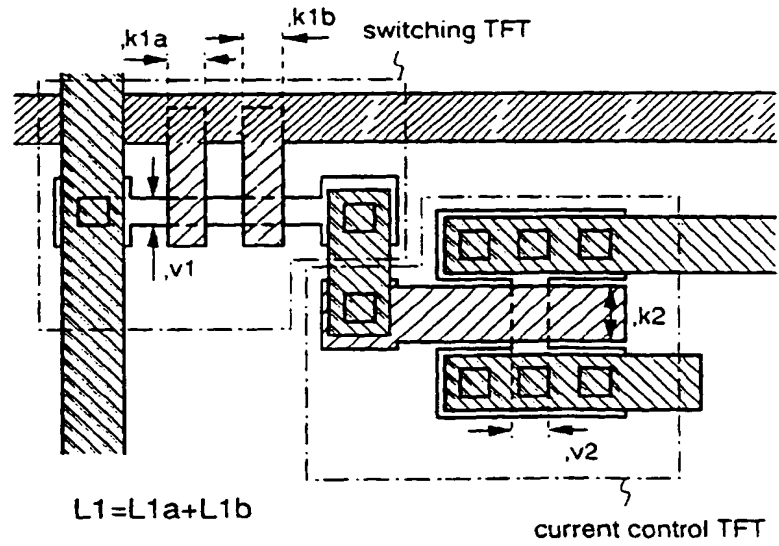 ,k1b
switching TFT
,k1a
,v1
,k2
,v2
L1=L1a+L1b
current control TFT